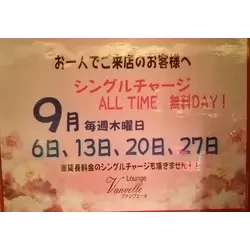 お一人でご来店のお客様へ
シングルチャージ
ALL TIME 無料DAY!
9月 毎週木曜日
6日、13日、20日、27日
※延長料金のシングルチャージも頂きません!!
Lounge
Vanvelle